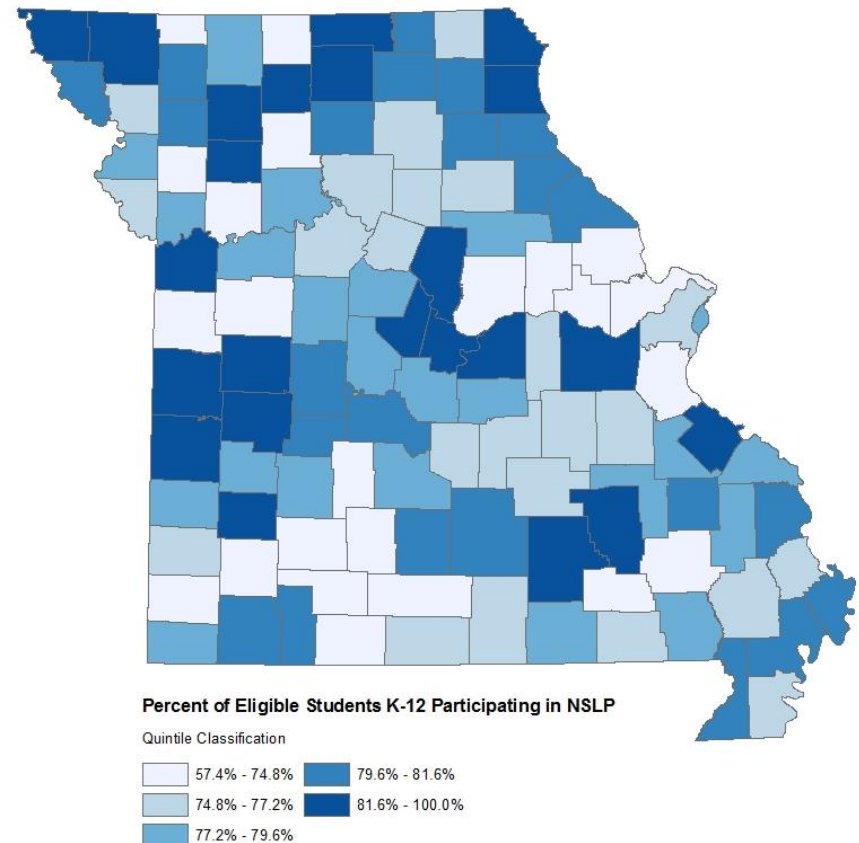 Percent of Eligible Students K-12 Participating in NSLP
Quintile Classification
57.4% - 74.8%
74.8% - 77.2%
77.2% - 79.6%
79.6% - 81.6%
81.6% - 100.0%